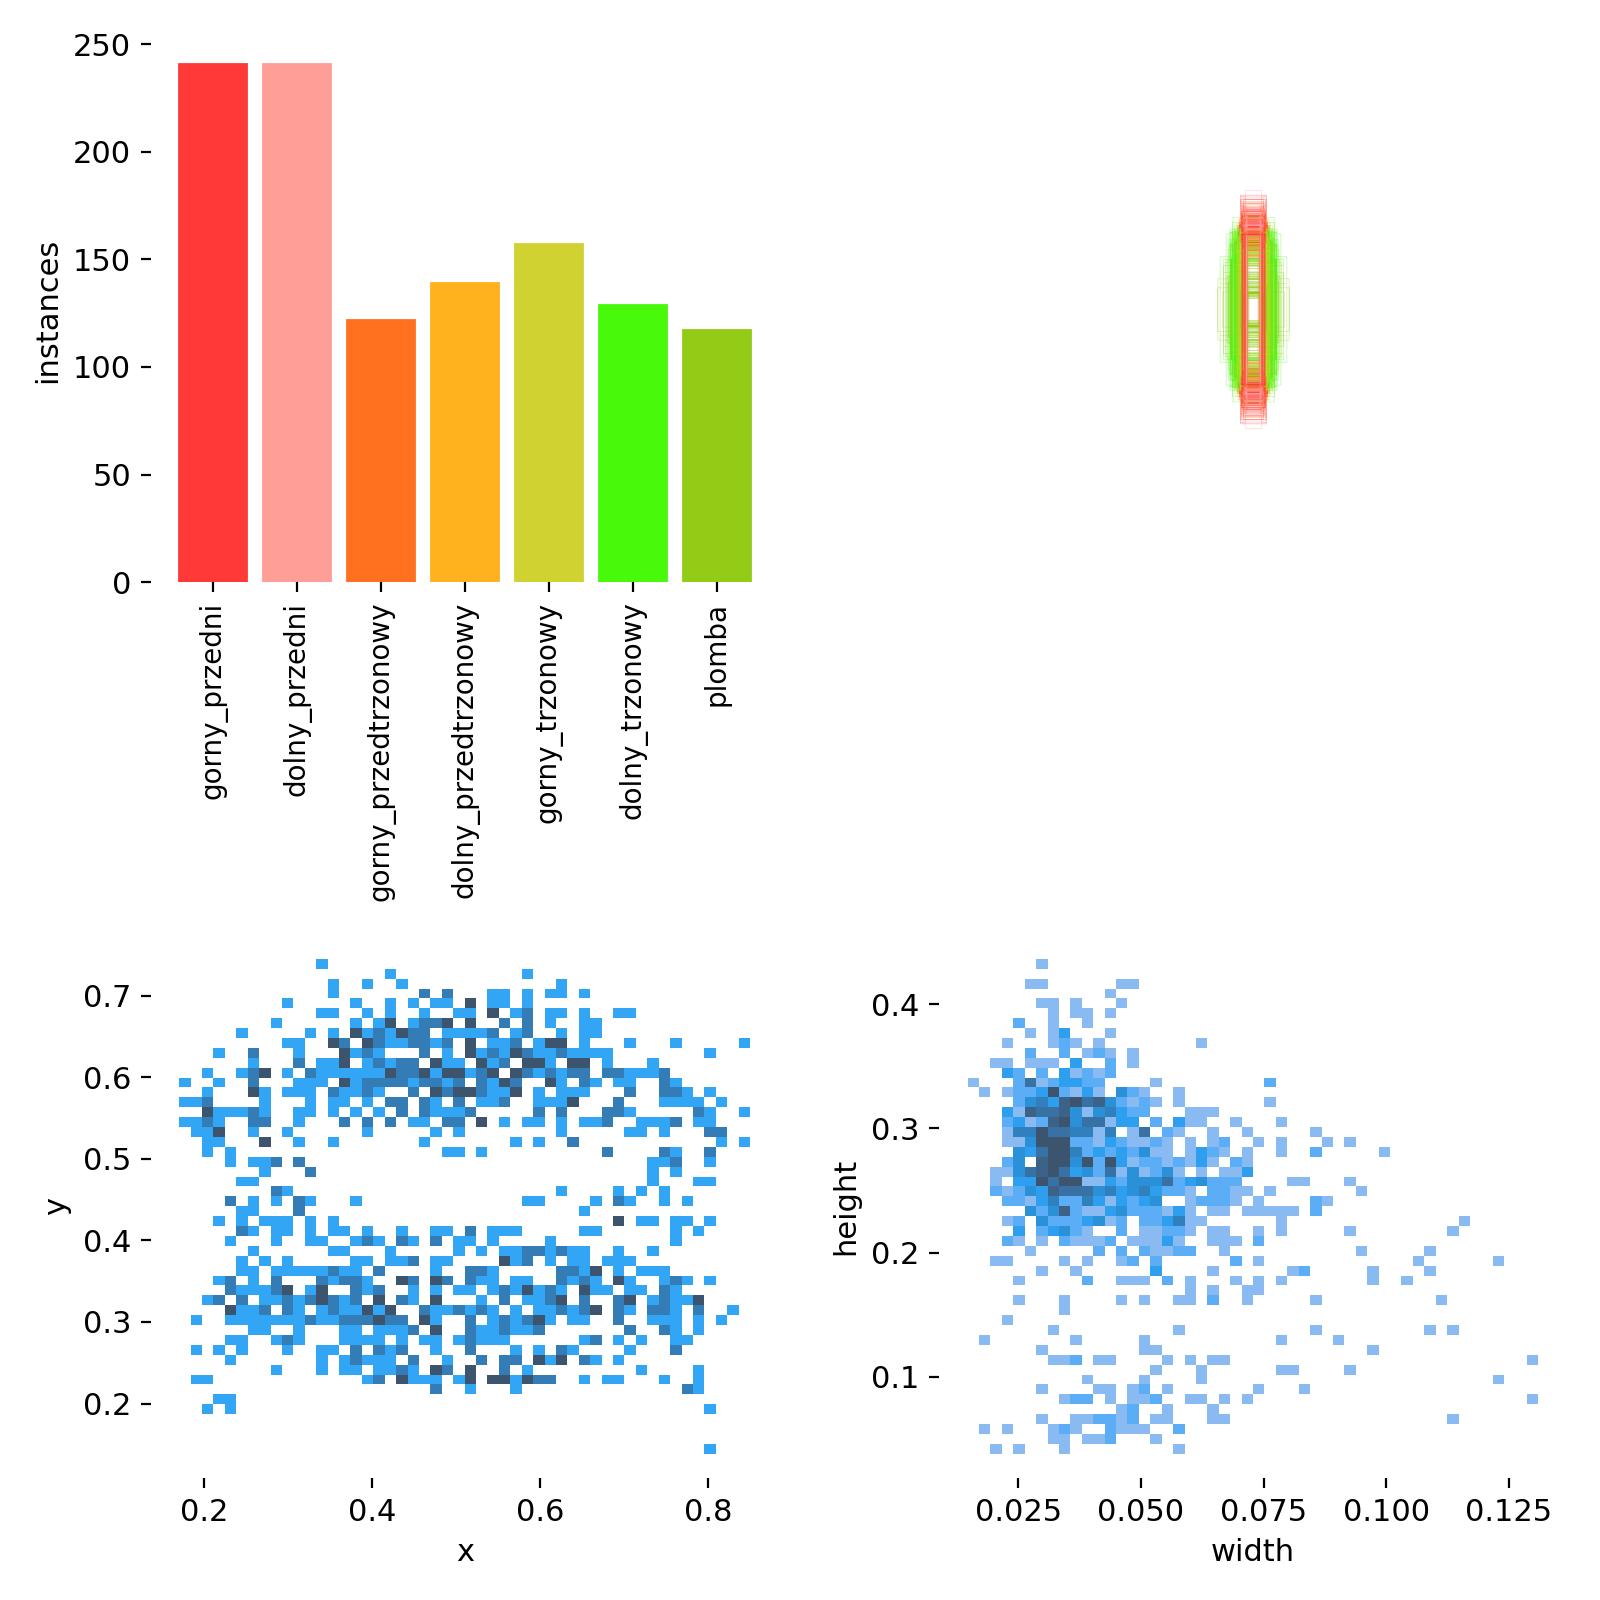 250
200
150
100
50
0
instances
gorny_przedni
dolny_przedni
gorny_przedtrzonowy
dolny_przedtrzonowy
gorny_trzonowy
dolny_trzonowy
plomba
0.7
0.6
0.5
0.4
0.3
0.2
y
0.2 0.4 0.6 0.8
x
0.4
0.3
0.2
0.1
height
0.025 0.050 0.075 0.100 0.125
width